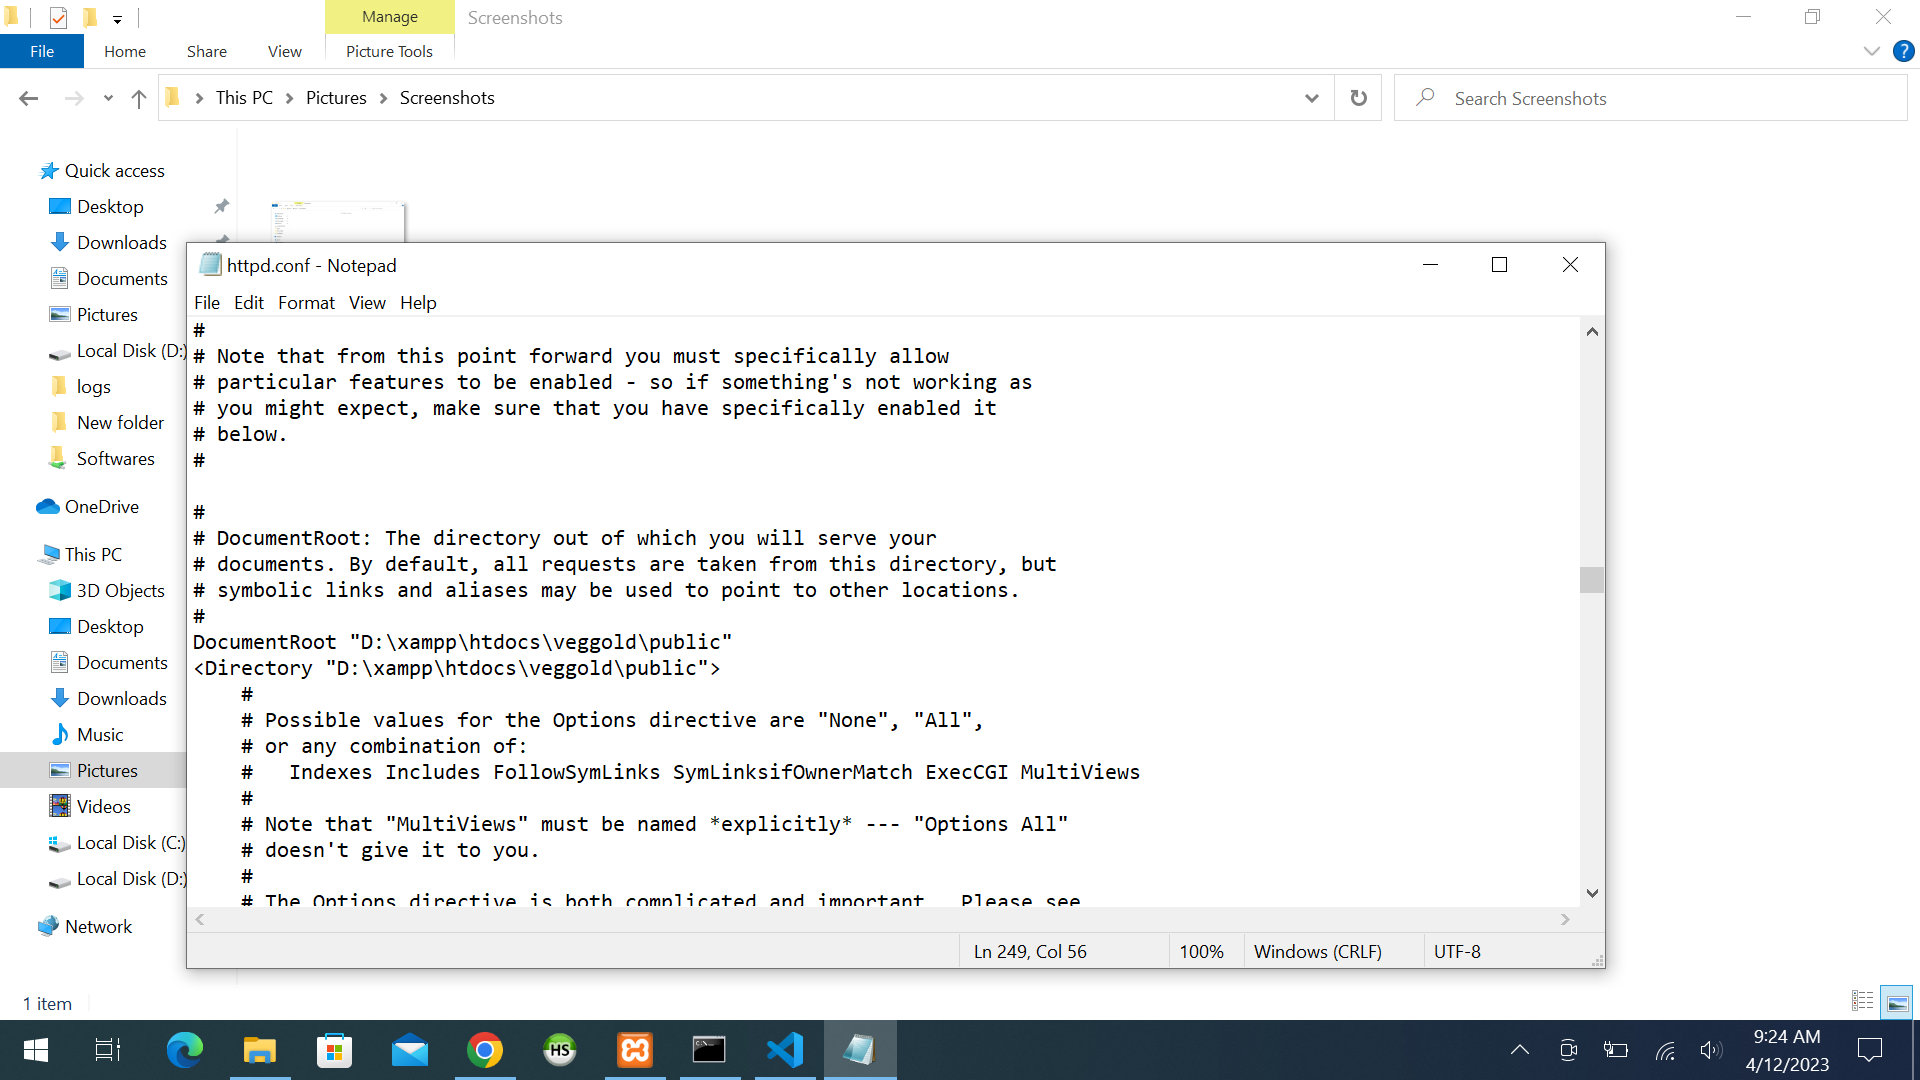 Manage
Screenshots
File
Home
Share
View
Picture Tools
This PC
Pictures
Screenshots
Search Screenshots
Quick access
Desktop
Downloads
Documents
Pictures
Local Disk (D:)
logs
New folder
Softwares
OneDrive
This PC
3D Objects
Desktop
Documents
Downloads
Music
Pictures
Videos
Local Disk (C:)
Local Disk (D:)
Network
1 item
httpd.conf - Notepad
File Edit Format View Help
#
# Note that from this point forward you must specifically allow
# particular features to be enabled - so if something's not working as
# you might expect, make sure that you have specifically enabled it
# below.
#
#
# DocumentRoot: The directory out of which you will serve your
# documents. By default, all requests are taken from this directory, but
# symbolic links and aliases may be used to point to other locations.
#
DocumentRoot "D:\xampp\htdocs\veggold\public"
<Directory "D:\xampp\htdocs\veggold\public">
    #
    # Possible values for the Options directive are "None", "All",
    # or any combination of:
    #   Indexes Includes FollowSymLinks SymLinksifOwnerMatch ExecCGI MultiViews
    #
    # Note that "MultiViews" must be named *explicitly* --- "Options All"
    # doesn't give it to you.
    #
    # The Options directive is both complicated and important.  Please see
Ln 249, Col 56
100%
Windows (CRLF)
UTF-8
HS
9:24 AM
4/12/2023